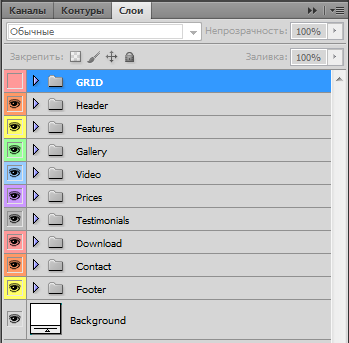 Каналы Контуры Слои
Обычные Непрозрачность: 100%
Закрепить: Заливка: 100%
GRID
Header
Features
Gallery
Video
Prices
Testimonials
Download
Contact
Footer
Background